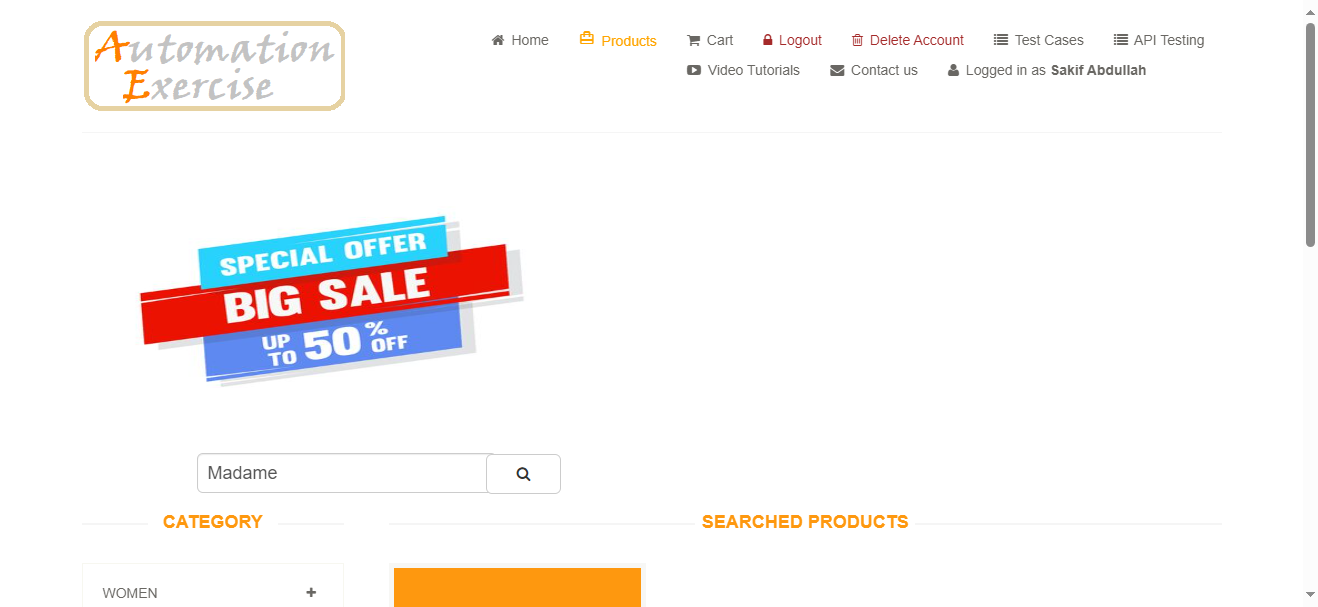 Automation
Exercise
Home Products Cart Logout Delete Account Test Cases API Testing
Video Tutorials Contact us Logged in as Sakif Abdullah
SPECIAL OFFER
BIG SALE
UP TO 50% OFF
Madame
CATEGORY SEARCHED PRODUCTS
WOMEN +